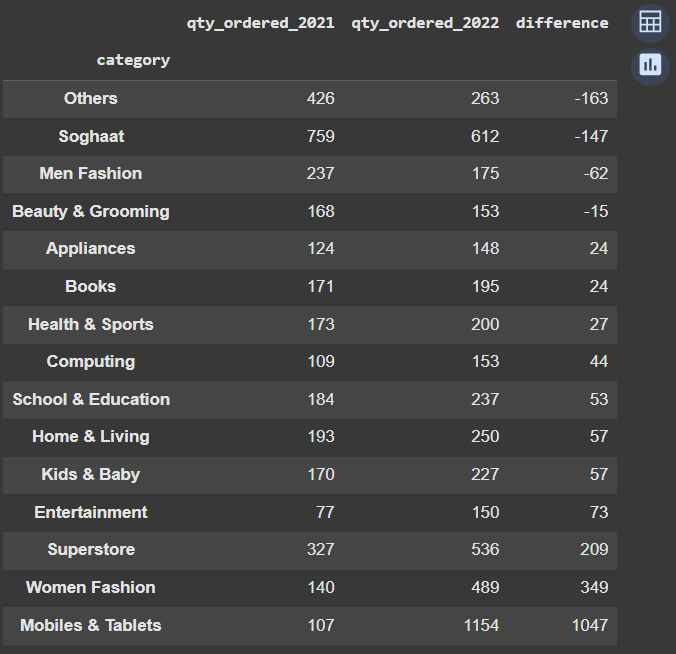 qty_ordered_2021 qty_ordered_2022 difference
category
Others 426 263 -163
Soghaat 759 612 -147
Men Fashion 237 175 -62
Beauty & Grooming 168 153 -15
Appliances 124 148 24
Books 171 195 24
Health & Sports 173 200 27
Computing 109 153 44
School & Education 184 237 53
Home & Living 193 250 57
Kids & Baby 170 227 57
Entertainment 77 150 73
Superstore 327 536 209
Women Fashion 140 489 349
Mobiles & Tablets 107 1154 1047